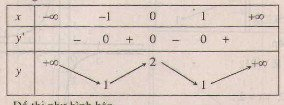 x -∞ -1 0 1 +∞
y' - 0 + 0 - 0 +
+∞ 2 +∞
y
1 1